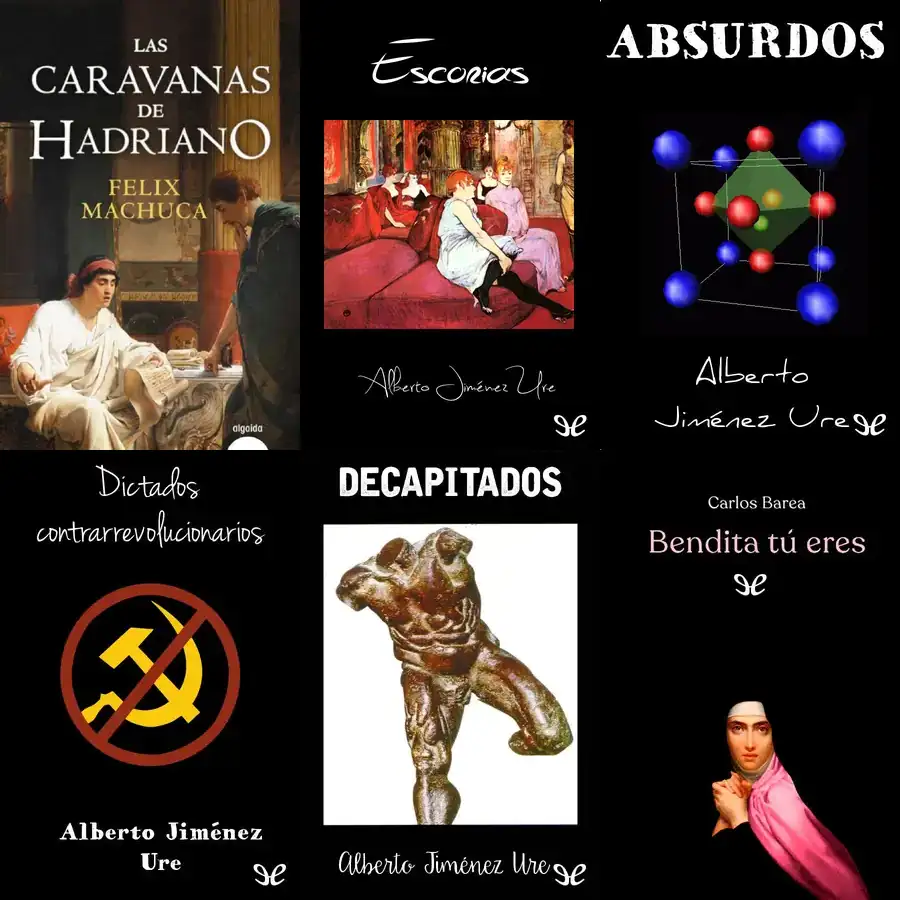 LAS
CARAVANAS
DE
HADRIANO
FELIX
MACHUCA
algaida
Escorias
Alberto Jiménez Ure
ABSURDOS
Alberto
Jiménez Ure
Dictados
contrarrevolucionarios
Alberto Jiménez
Ure
DECAPITADOS
Alberto Jiménez Ure
Carlos Barea
Bendita tú eres